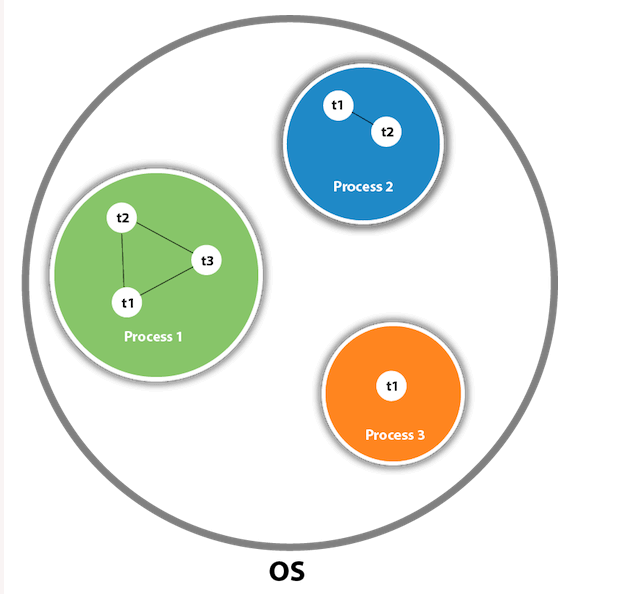 t1
t2
Process 2
t2
t3
t1
Process 1
t1
Process 3
OS